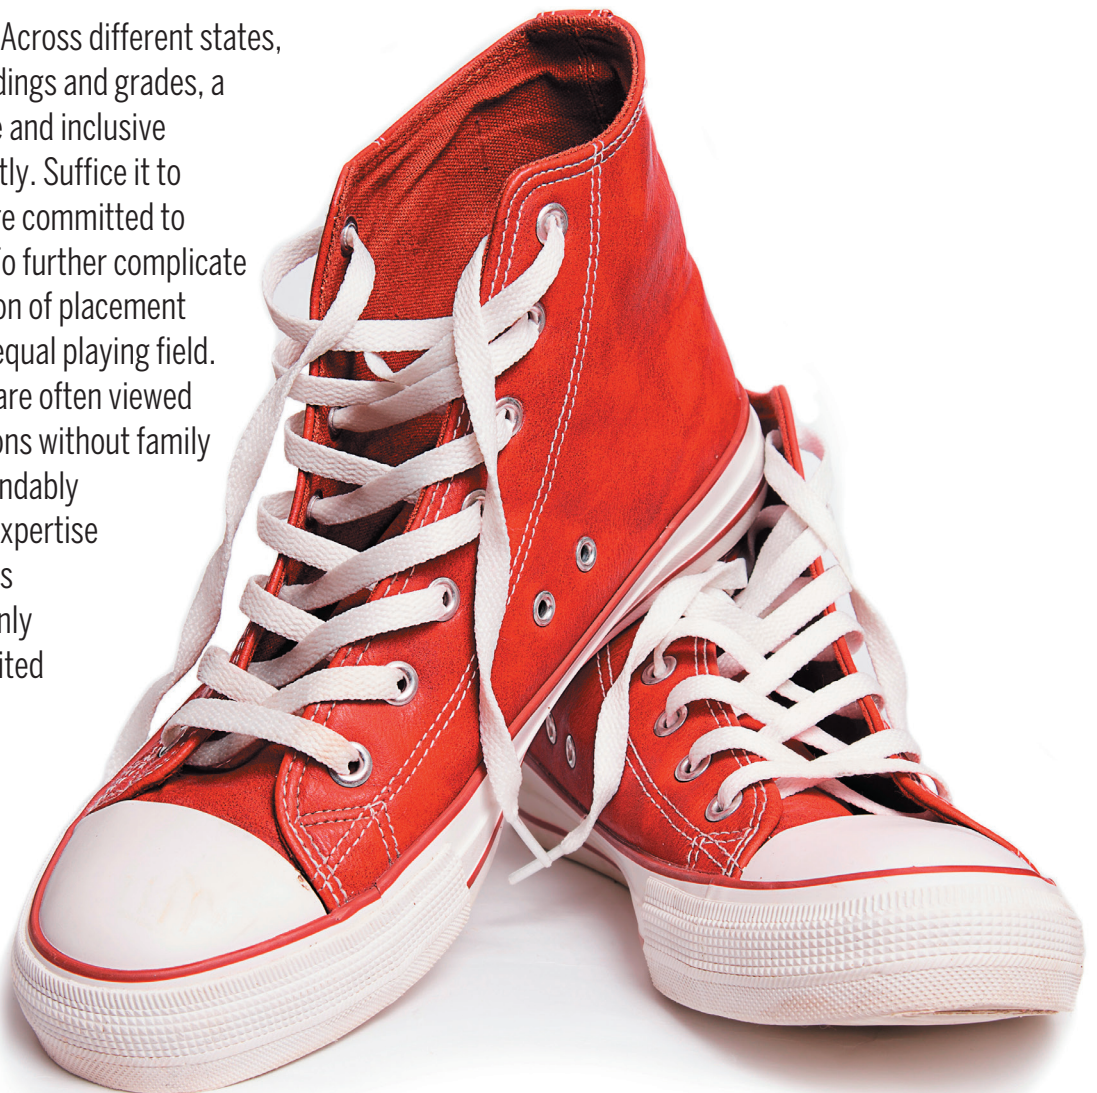 Across different states,
dings and grades, a
e and inclusive
tly. Suffice it to
re committed to
o further complicate
on of placement
equal playing field.
are often viewed
ons without family
ndably
xpertise
s
nly
ited